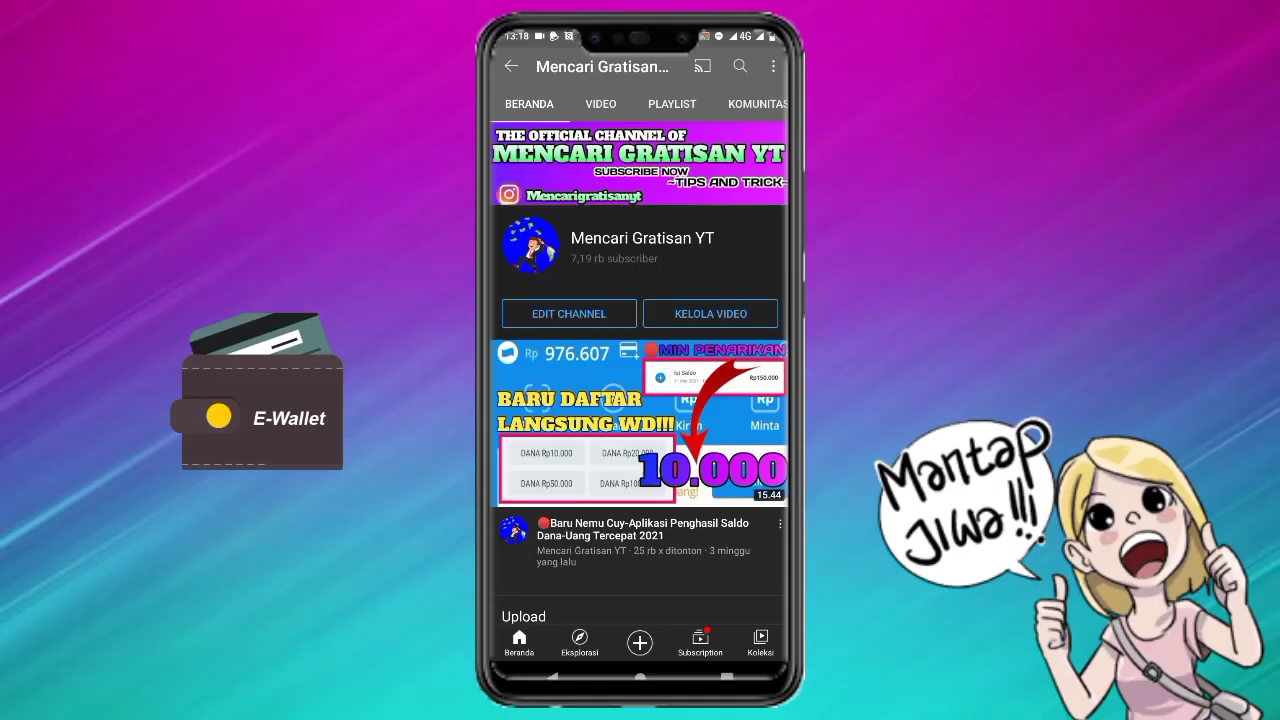 13:18
4G
Mencari Gratisan...
BERANDA
VIDEO
PLAYLIST
KOMUNITAS
THE OFFICIAL CHANNEL OF
MENCARI GRATISAN YT
SUBSCRIBE NOW
~TIPS AND TRICK~
Mencarigratisanyt
Mencari Gratisan YT
7,19 rb subscriber
EDIT CHANNEL
KELOLA VIDEO
Rp 976.607
🔴MIN PENARIKAN
Isi Saldo
Rp150.000
BARU DAFTAR
LANGSUNG WD!!!
Rp
Rp
Minta
DANA Rp10.000
DANA Rp50.000
10.000
15.44
🔴Baru Nemu Cuy-Aplikasi Penghasil Saldo
Dana-Uang Tercepat 2021
Mencari Gratisan YT · 25 rb x ditonton · 3 minggu
yang lalu
Upload
Beranda
Eksplorasi
Subscription
Koleksi
E-Wallet
Mantap
Jiwa!!!